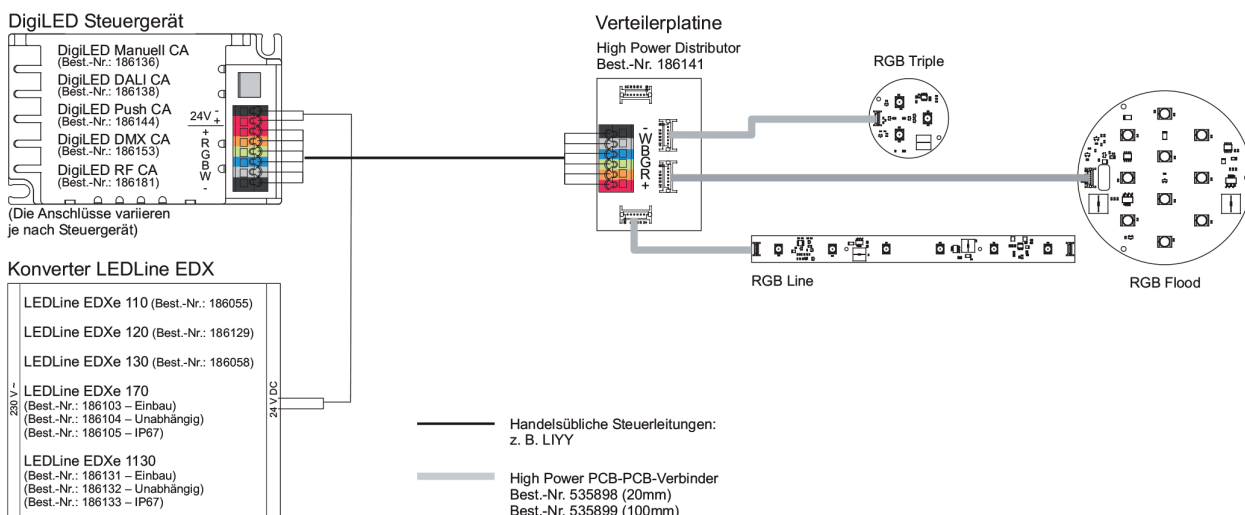 DigiLED Steuergerät
DigiLED Manuell CA
(Best.-Nr.: 186136)
DigiLED DALI CA
(Best.-Nr.: 186138)
DigiLED Push CA
(Best.-Nr.: 186144)
DigiLED DMX CA
(Best.-Nr.: 186153)
DigiLED RF CA
(Best.-Nr.: 186181)
24V
-
+
+
R
G
B
W
-
(Die Anschlüsse variieren
je nach Steuergerät)
Verteilerplatine
High Power Distributor
Best.-Nr. 186141
-
W
B
G
R
+
RGB Triple
RGB Line
RGB Flood
Konverter LEDLine EDX
230 V ~
LEDLine EDXe 110 (Best.-Nr.: 186055)
LEDLine EDXe 120 (Best.-Nr.: 186129)
LEDLine EDXe 130 (Best.-Nr.: 186058)
LEDLine EDXe 170
(Best.-Nr.: 186103 – Einbau)
(Best.-Nr.: 186104 – Unabhängig)
(Best.-Nr.: 186105 – IP67)
LEDLine EDXe 1130
(Best.-Nr.: 186131 – Einbau)
(Best.-Nr.: 186132 – Unabhängig)
(Best.-Nr.: 186133 – IP67)
24 V DC
Handelsübliche Steuerleitungen:
z. B. LIYY
High Power PCB-PCB-Verbinder
Best.-Nr. 535898 (20mm)
Best.-Nr. 535899 (100mm)